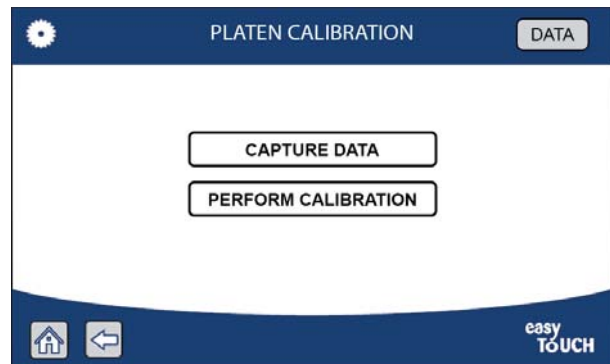 PLATEN CALIBRATION
DATA
CAPTURE DATA
PERFORM CALIBRATION
easy
TOUCH